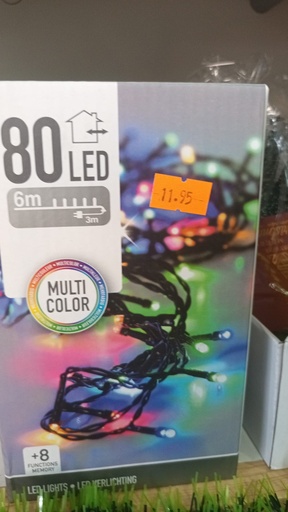 80 LED
6m
3m
11.95
MULTI
COLOR
+8
FUNCTIONS
MEMORY
LED LIGHTS • LED VERLICHTING